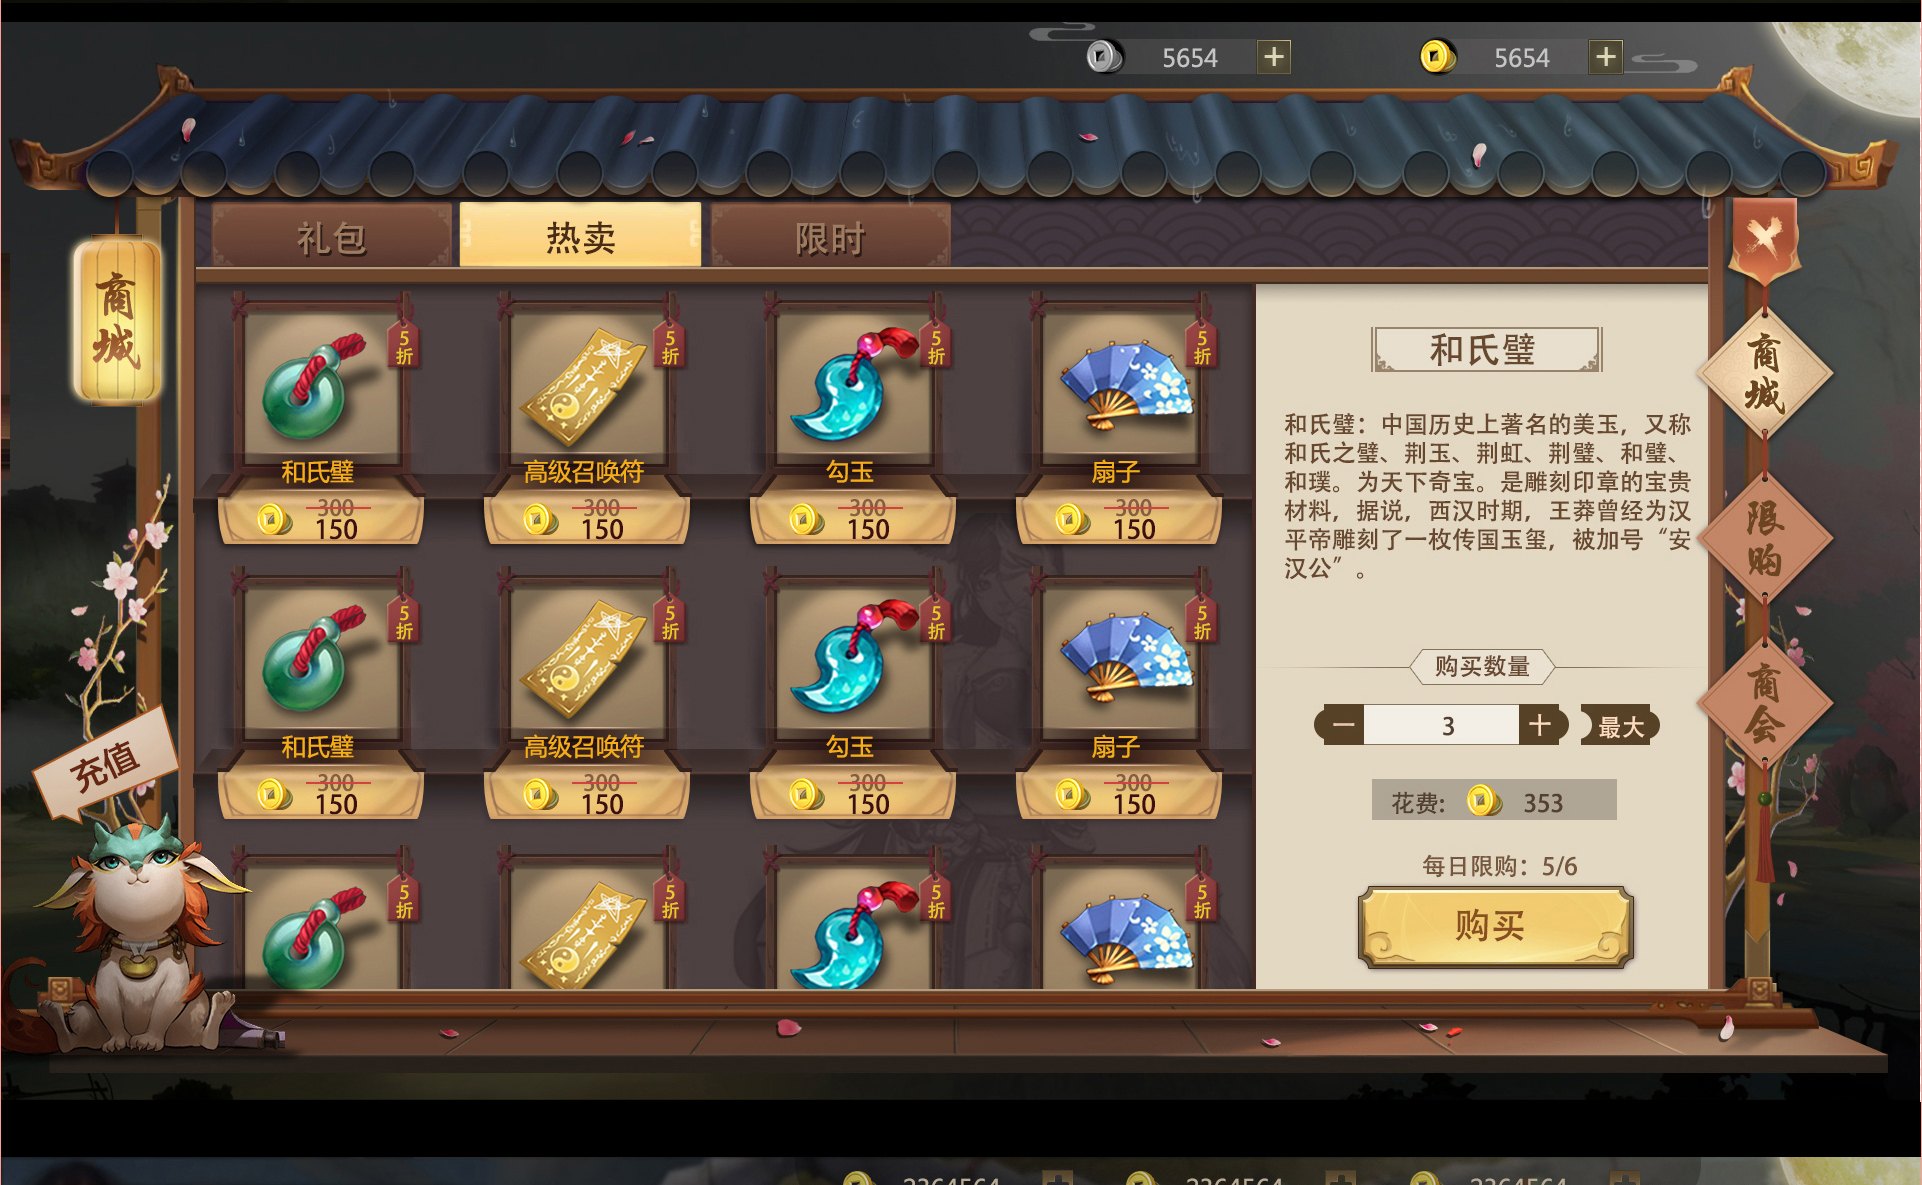 5654
5654
礼包
热卖
限时
商城
5折
5折
5折
5折
和氏璧
高级召唤符
勾玉
扇子
300
300
300
300
150
150
150
150
5折
5折
5折
5折
和氏璧
高级召唤符
勾玉
扇子
300
300
300
300
150
150
150
150
5折
5折
5折
5折
充值
和氏璧
和氏璧：中国历史上著名的美玉，又称
和氏之璧、荆玉、荆虹、荆璧、和璧、
和璞。为天下奇宝。是雕刻印章的宝贵
材料，据说，西汉时期，王莽曾经为汉
平帝雕刻了一枚传国玉玺，被加号“安
汉公”。
购买数量
3
最大
花费：
353
每日限购：5/6
购买
商城
限购
商会
2364564
2364564
2364564